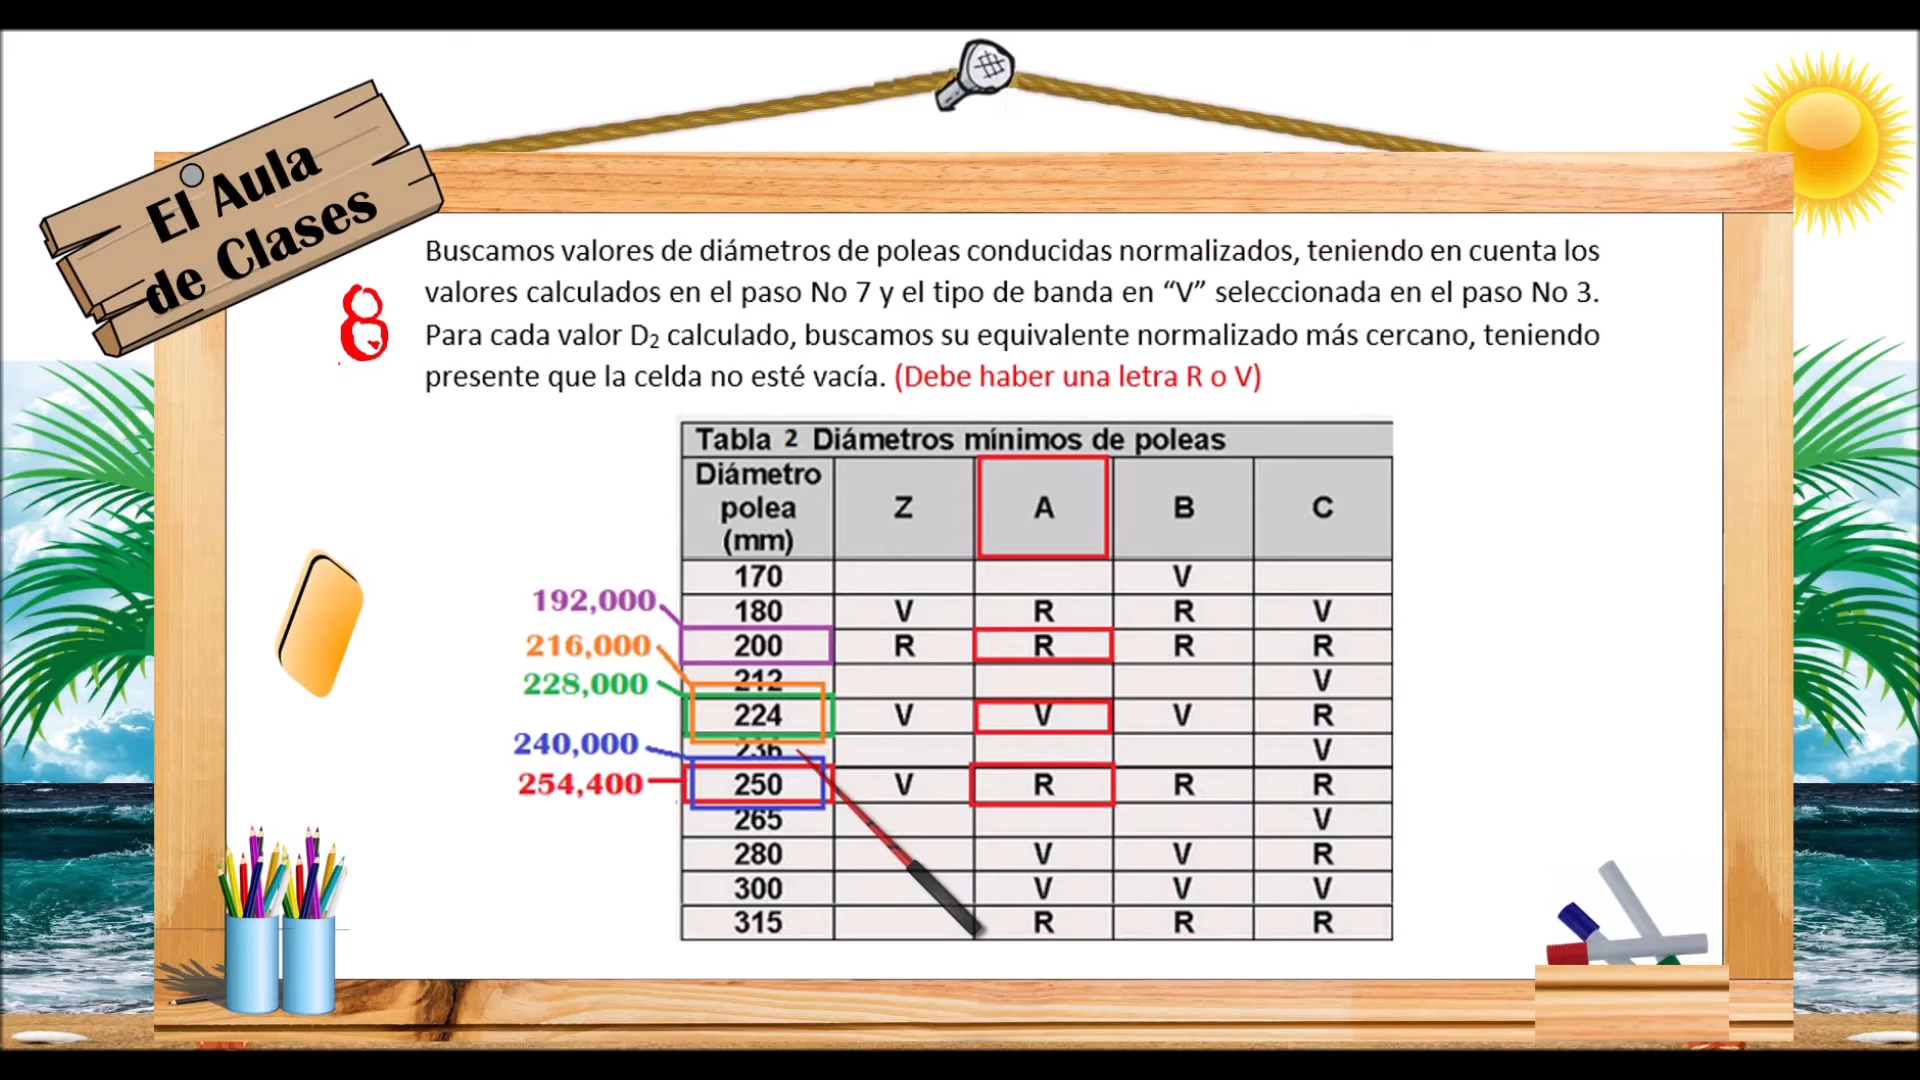 El Aula
de Clases
8
Buscamos valores de diámetros de poleas conducidas normalizados, teniendo en cuenta los
valores calculados en el paso No 7 y el tipo de banda en “V” seleccionada en el paso No 3.
Para cada valor D₂ calculado, buscamos su equivalente normalizado más cercano, teniendo
presente que la celda no esté vacía. (Debe haber una letra R o V)
Tabla 2 Diámetros mínimos de poleas
Diámetro
polea
(mm)
Z A B C
170 V
180 V R R V
200 R R R R
212 V
224 V V V R
236 V
250 V R R R
265 V
280 V V R
300 V V V
315 R R R
192,000
216,000
228,000
240,000
254,400